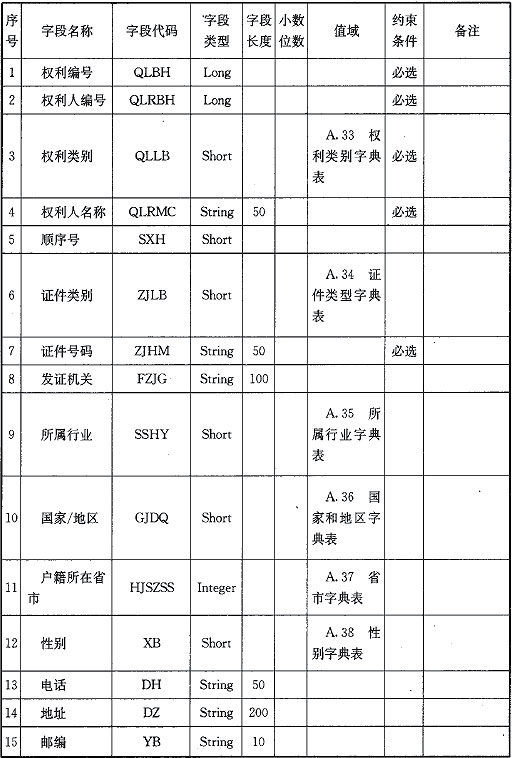 序号 字段名称 字段代码 字段类型 字段长度 小数位数 值域 约束条件 备注
1 权利编号 QLBH Long 必选
2 权利人编号 QLRBH Long 必选
3 权利类别 QLLB Short A.33 权利类别字典表 必选
4 权利人名称 QLRMC String 50 必选
5 顺序号 SXH Short
6 证件类别 ZJLB Short A.34 证件类型字典表
7 证件号码 ZJHM String 50 必选
8 发证机关 FZJG String 100
9 所属行业 SSHY Short A.35 所属行业字典表
10 国家/地区 GJDQ Short A.36 国家和地区字典表
11 户籍所在省市 HJSZSS Integer A.37 省市字典表
12 性别 XB Short A.38 性别字典表
13 电话 DH String 50
14 地址 DZ String 200
15 邮编 YB String 10